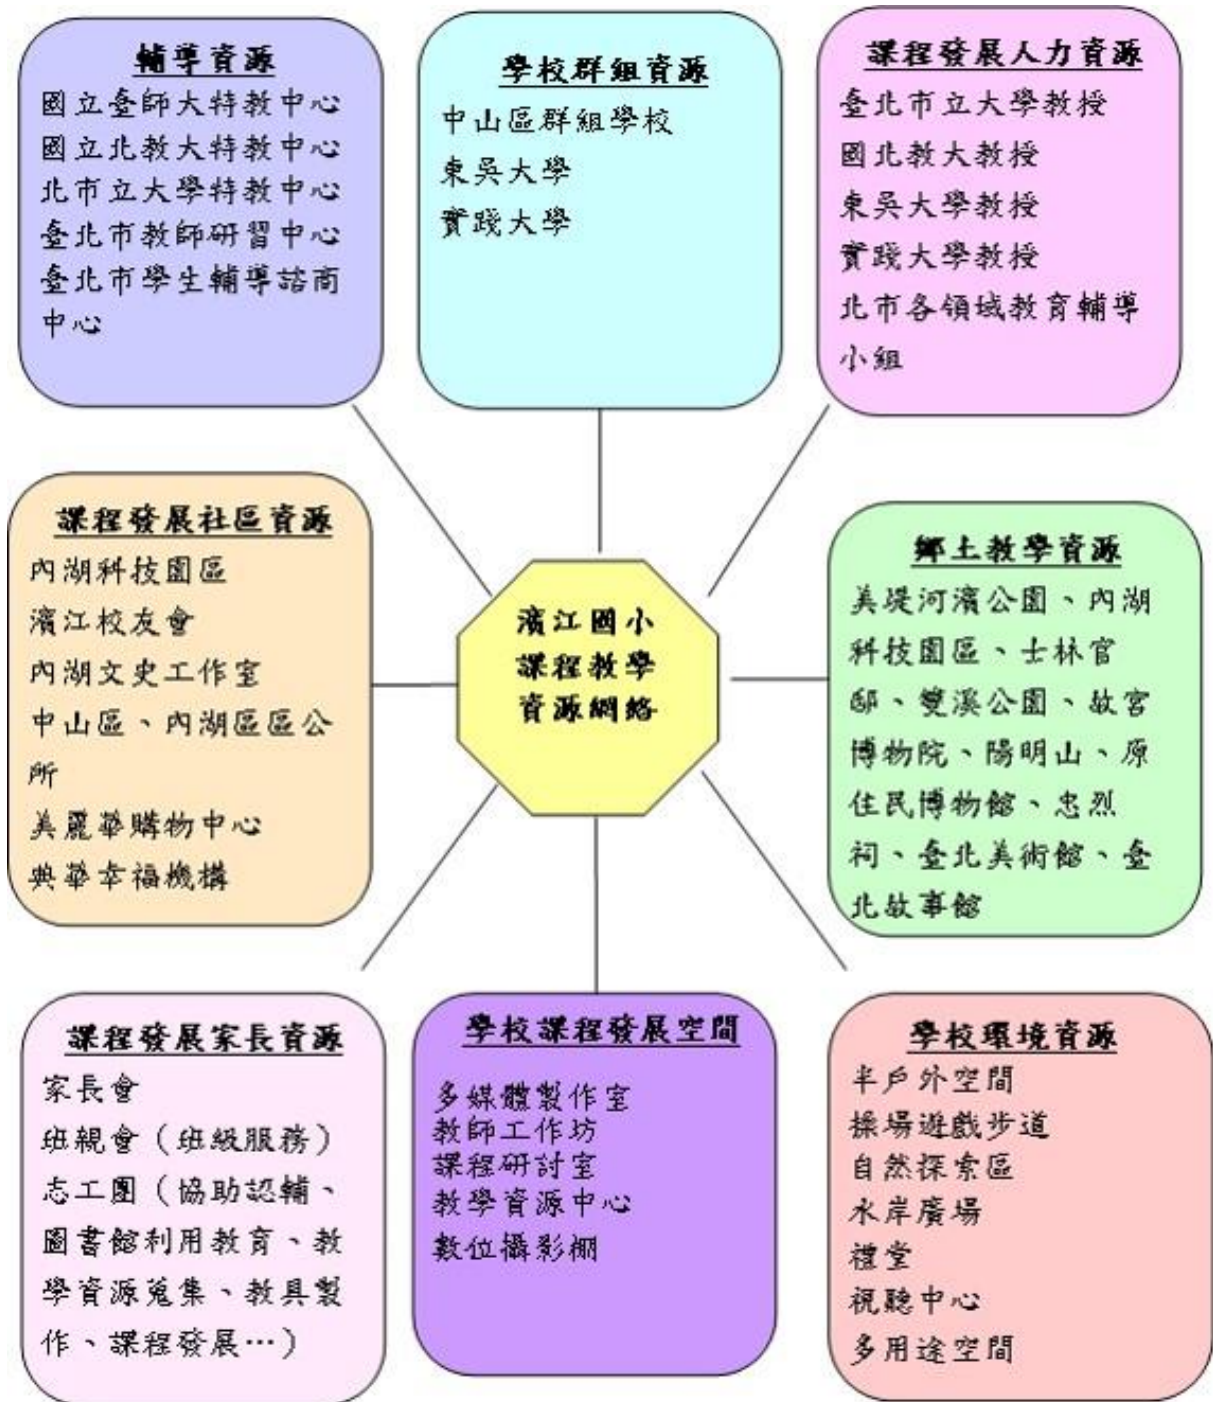 輔導資源
國立臺師大特教中心
國立北教大特教中心
北市立大學特教中心
臺北市教師研習中心
臺北市學生輔導諮商
中心
學校群組資源
中山區群組學校
東吳大學
實踐大學
課程發展人力資源
臺北市立大學教授
國北教大教授
東吳大學教授
實踐大學教授
北市各領域教育輔導
小組
課程發展社區資源
內湖科技園區
濱江校友會
內湖文史工作室
中山區、內湖區區公
所
美麗華購物中心
典華幸福機構
濱江國小
課程教學
資源網絡
鄉土教學資源
美堤河濱公園、內湖
科技園區、士林官
邸、雙溪公園、故宮
博物院、陽明山、原
住民博物館、忠烈
祠、臺北美術館、臺
北故事館
課程發展家長資源
家長會
班親會（班級服務）
志工團（協助認輔、
圖書館利用教育、教
學資源蒐集、教具製
作、課程發展…）
學校課程發展空間
多媒體製作室
教師工作坊
課程研討室
教學資源中心
數位攝影棚
學校環境資源
半戶外空間
操場遊戲步道
自然探索區
水岸廣場
禮堂
視聽中心
多用途空間